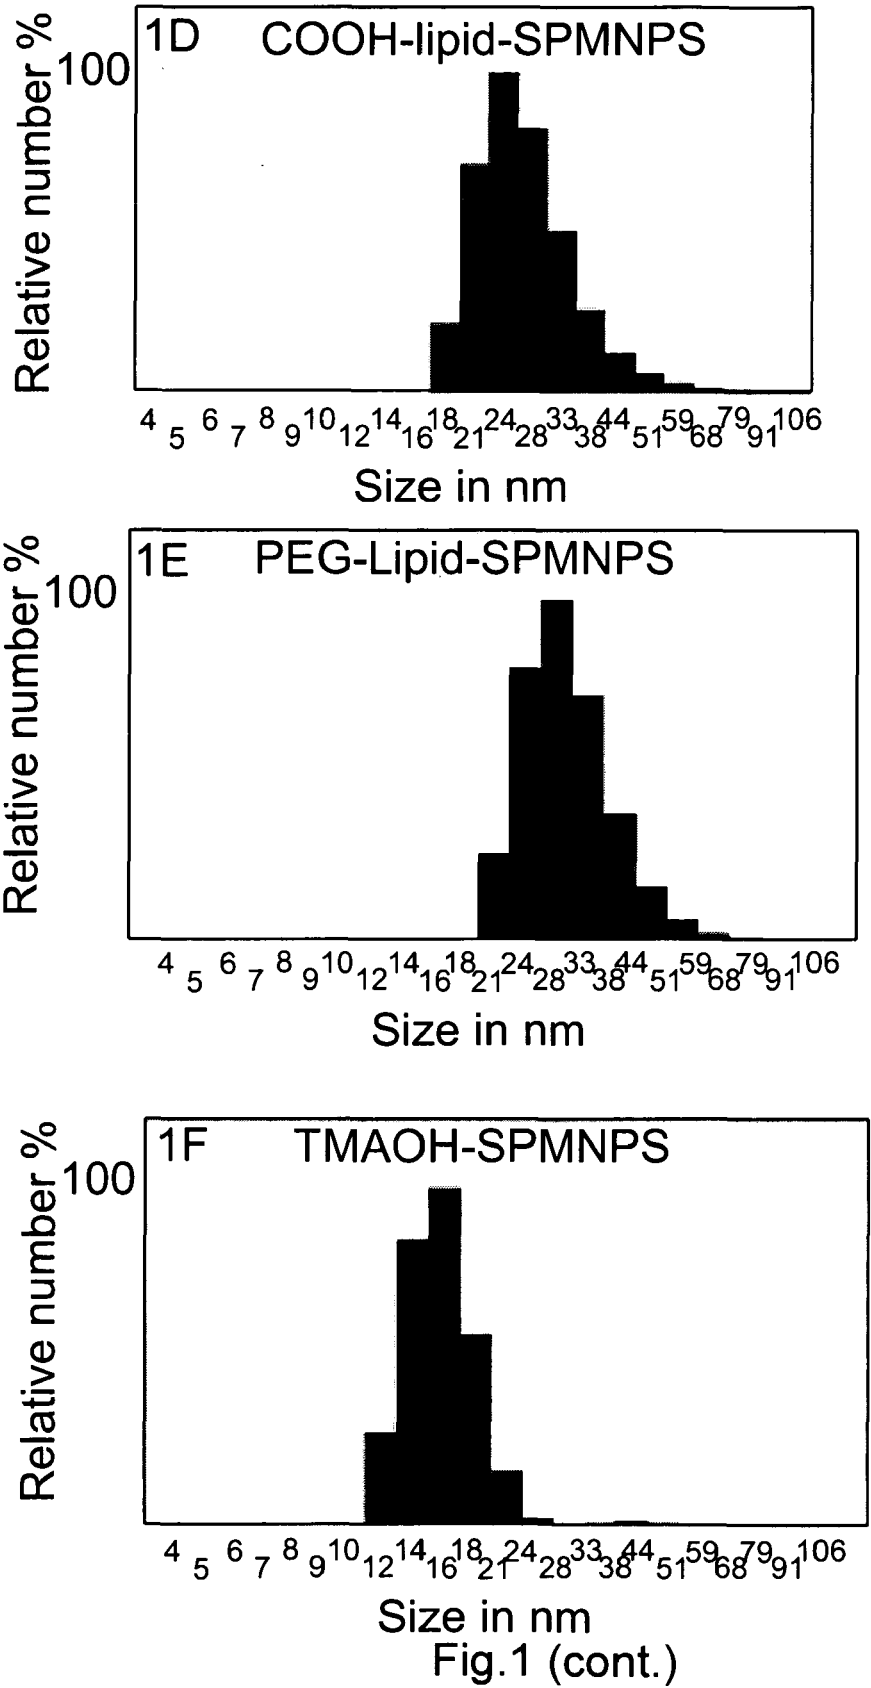 1D COOH-lipid-SPMNPS
Relative number %
100
4 5 6 7 8 9 10 12 14 16 18 21 24 28 33 38 44 51 59 68 79 91 106
Size in nm
1E PEG-Lipid-SPMNPS
Relative number %
100
4 5 6 7 8 9 10 12 14 16 18 21 24 28 33 38 44 51 59 68 79 91 106
Size in nm
1F TMAOH-SPMNPS
Relative number %
100
4 5 6 7 8 9 10 12 14 16 18 21 24 28 33 38 44 51 59 68 79 91 106
Size in nm
Fig.1 (cont.)